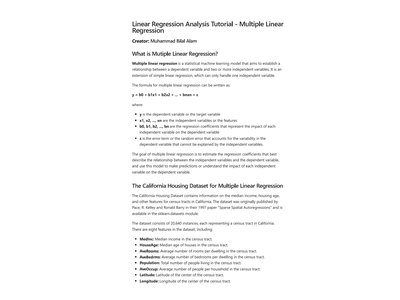 Linear Regression Analysis Tutorial - Multiple Linear
Regression
Creator: Muhammad Bilal Alam
What is Mutiple Linear Regression?
Multiple linear regression is a statistical machine learning model that aims to establish a
relationship between a dependent variable and two or more independent variables. It is an
extension of simple linear regression, which can only handle one independent variable.
The formula for multiple linear regression can be written as:
y = b0 + b1x1 + b2x2 + ... + bnxn + ε
where:
y is the dependent variable or the target variable
x1, x2, ..., xn are the independent variables or the features
b0, b1, b2, ..., bn are the regression coefficients that represent the impact of each
independent variable on the dependent variable
ε is the error term or the random error that accounts for the variability in the
dependent variable that cannot be explained by the independent variables.
The goal of multiple linear regression is to estimate the regression coefficients that best
describe the relationship between the independent variables and the dependent variable,
and use this model to make predictions or understand the impact of each independent
variable on the dependent variable.
The California Housing Dataset for Multiple Linear Regression
The California Housing Dataset contains information on the median income, housing age,
and other features for census tracts in California. The dataset was originally published by
Pace, R. Kelley and Ronald Barry in their 1997 paper "Sparse Spatial Autoregressions" and is
available in the sklearn.datasets module.
The dataset consists of 20,640 instances, each representing a census tract in California.
There are eight features in the dataset, including:
MedInc: Median income in the census tract.
HouseAge: Median age of houses in the census tract.
AveRooms: Average number of rooms per dwelling in the census tract.
AveBedrms: Average number of bedrooms per dwelling in the census tract.
Population: Total number of people living in the census tract.
AveOccup: Average number of people per household in the census tract.
Latitude: Latitude of the center of the census tract.
Longitude: Longitude of the center of the census tract.